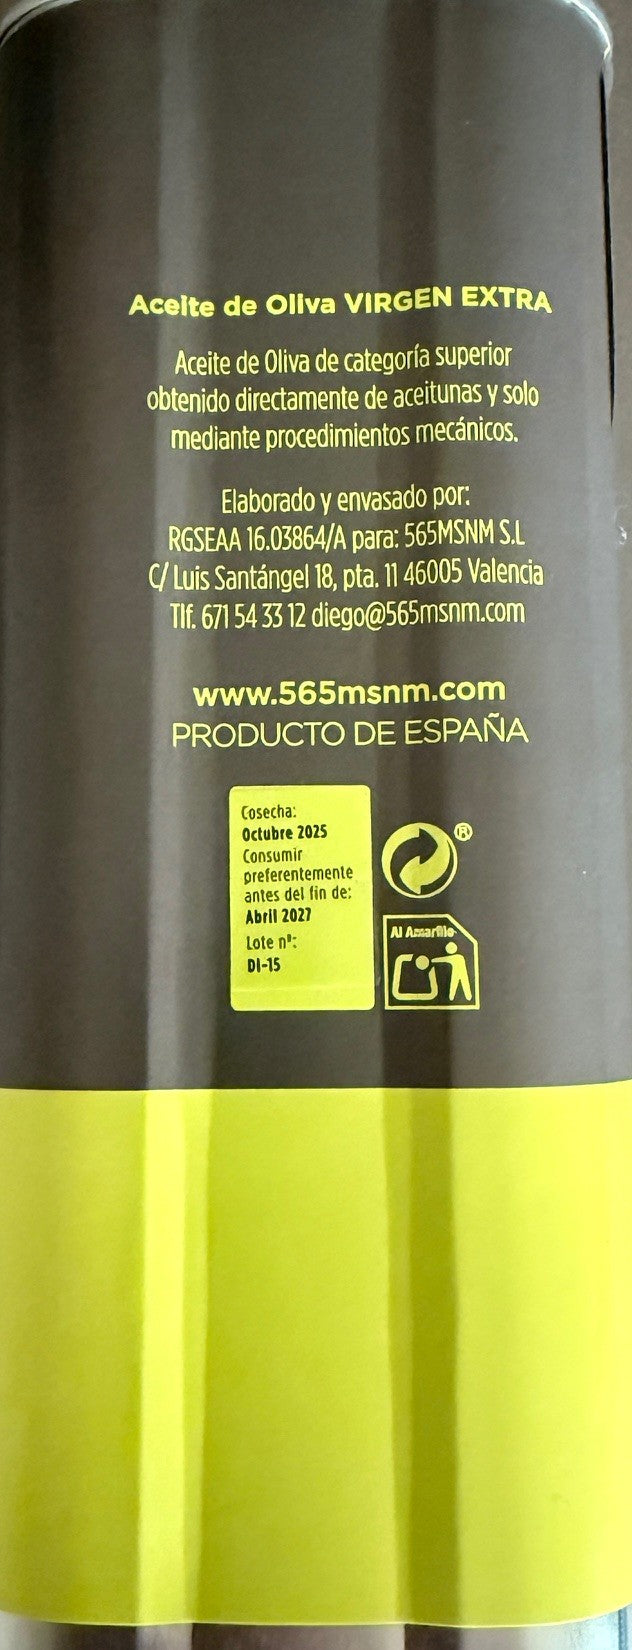 Aceite de Oliva VIRGEN EXTRA
Aceite de Oliva de categoría superior
obtenido directamente de aceitunas y solo
mediante procedimientos mecánicos.
Elaborado y envasado por:
RGSEAA 16.03864/A para: 565MSNM S.L
C/ Luis Santángel 18, pta. 11 46005 Valencia
Tlf. 671 54 33 12 diego@565msnm.com
www.565msnm.com
PRODUCTO DE ESPAÑA
Cosecha:
Octubre 2025
Consumir
preferentemente
antes del fin de:
Abril 2027
Lote nº:
DI-15
®
Al Amarillo